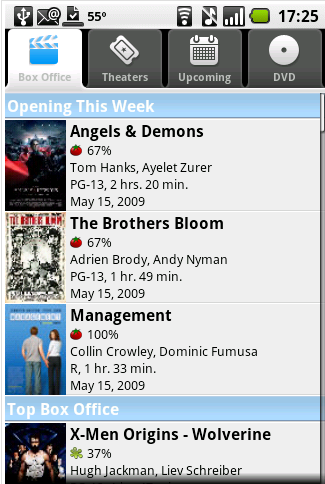 55° 17:25
Box Office Theaters Upcoming DVD
Opening This Week
Angels & Demons
67%
Tom Hanks, Ayelet Zurer
PG-13, 2 hrs. 20 min.
May 15, 2009
The Brothers Bloom
67%
Adrien Brody, Andy Nyman
PG-13, 1 hr. 49 min.
May 15, 2009
Management
100%
Collin Crowley, Dominic Fumusa
R, 1 hr. 33 min.
May 15, 2009
Top Box Office
X-Men Origins - Wolverine
37%
Hugh Jackman, Liev Schreiber